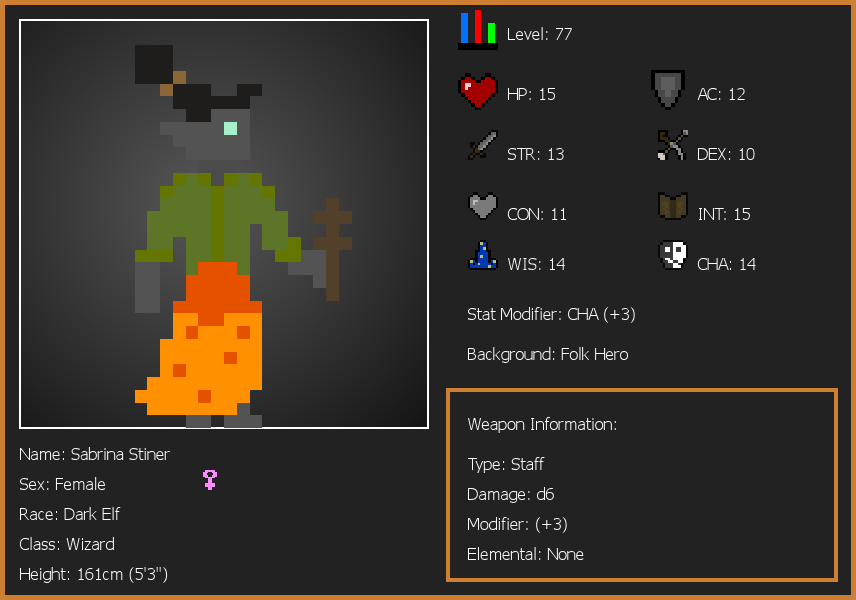 Level: 77
HP: 15
AC: 12
STR: 13
DEX: 10
CON: 11
INT: 15
WIS: 14
CHA: 14
Stat Modifier: CHA (+3)
Background: Folk Hero
Weapon Information:
Type: Staff
Damage: d6
Modifier: (+3)
Elemental: None
Name: Sabrina Stiner
Sex: Female
Race: Dark Elf
Class: Wizard
Height: 161cm (5'3")